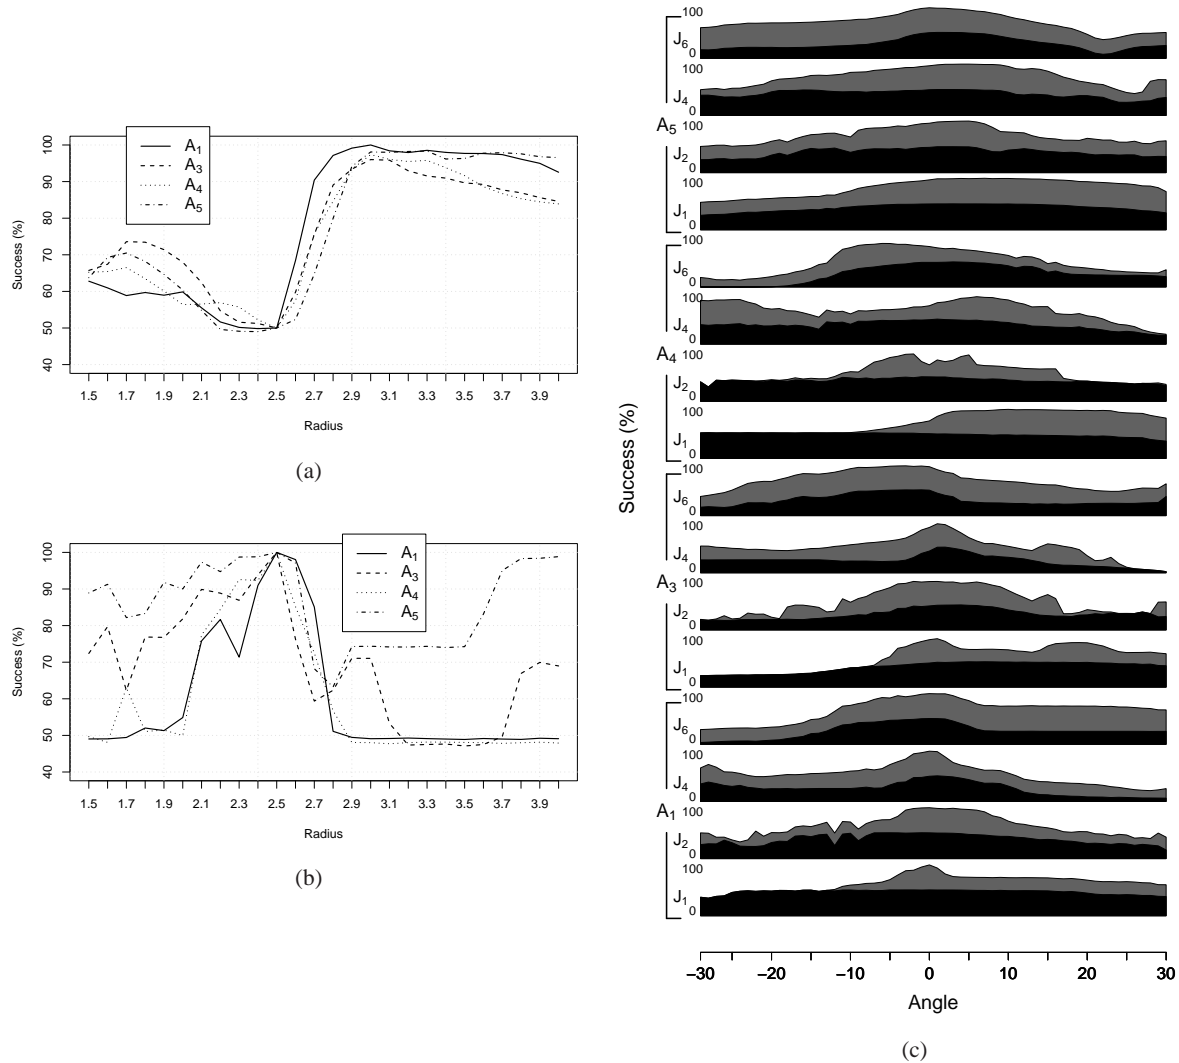 A1
A3
A4
A5
100
90
80
70
60
50
40
Success (%)
1.5 1.7 1.9 2.1 2.3 2.5 2.7 2.9 3.1 3.3 3.5 3.7 3.9
Radius
(a)
A1
A3
A4
A5
100
90
80
70
60
50
40
Success (%)
1.5 1.7 1.9 2.1 2.3 2.5 2.7 2.9 3.1 3.3 3.5 3.7 3.9
Radius
(b)
Success (%)
100
J6 0
100
J4 0
A5 100
J2 0
100
J1 0
100
J6 0
100
J4 0
A4 100
J2 0
100
J1 0
100
J6 0
100
J4 0
A3 100
J2 0
100
J1 0
100
J6 0
100
J4 0
A1 100
J2 0
100
J1 0
−30 −20 −10 0 10 20 30
Angle
(c)